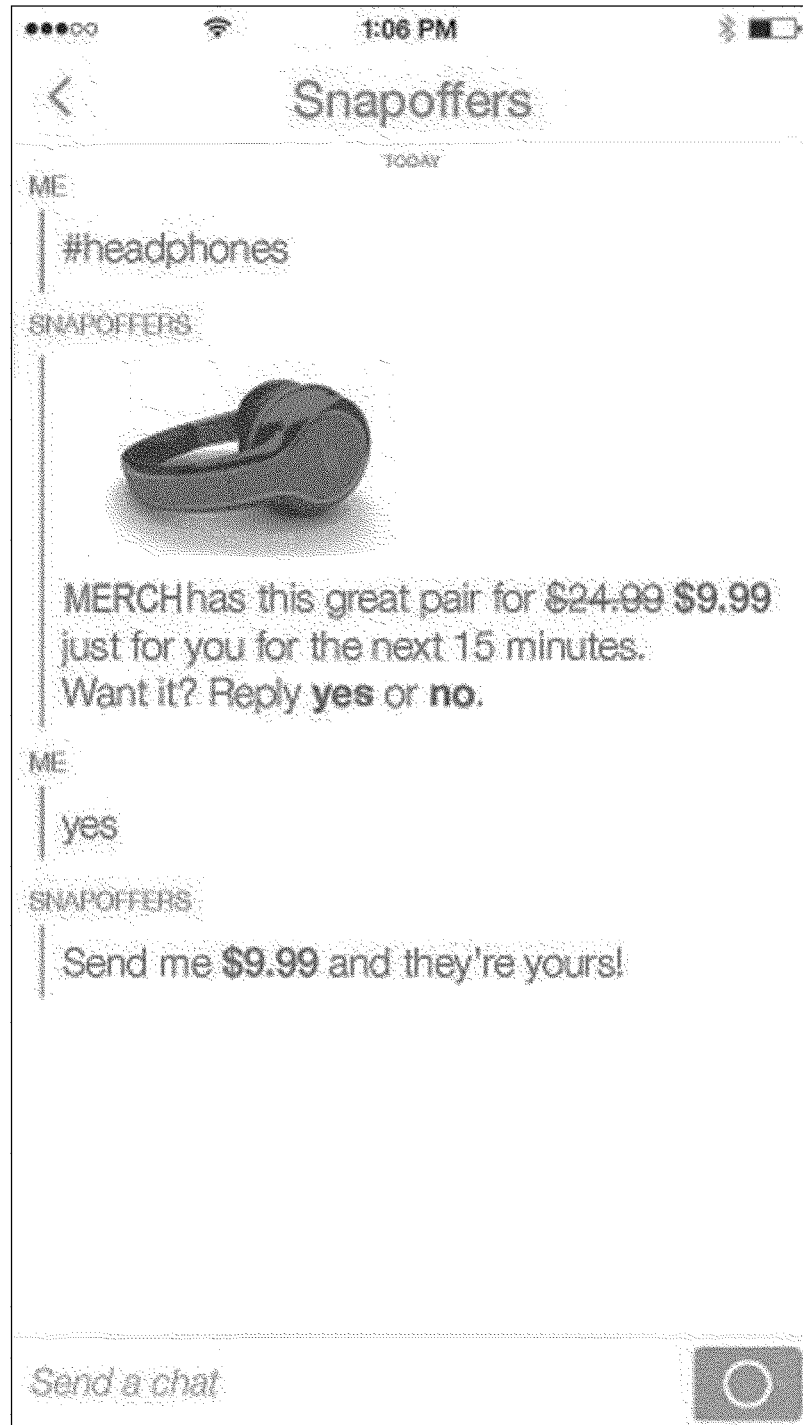 1:06 PM
Snapoffers
TODAY
ME
#headphones
SNAPOFFERS
MERCH has this great pair for $24.99 $9.99
just for you for the next 15 minutes.
Want it? Reply yes or no.
ME
yes
SNAPOFFERS
Send me $9.99 and they're yours!
Send a chat